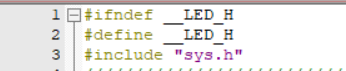 1 #ifndef __LED_H
2 #define __LED_H
3 #include "sys.h"